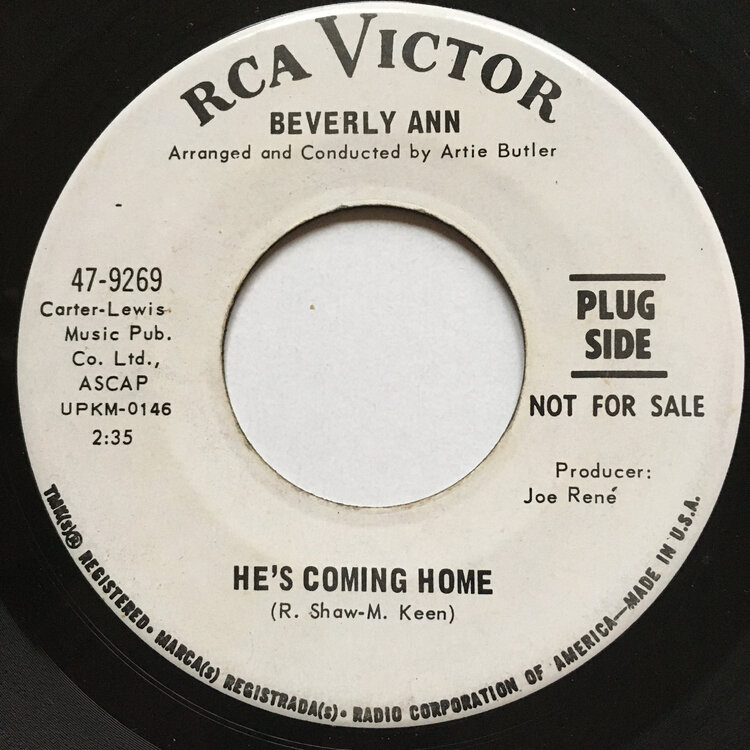 RCA VICTOR
BEVERLY ANN
Arranged and Conducted by Artie Butler
47-9269
Carter-Lewis
Music Pub.
Co. Ltd.,
ASCAP
UPKM-0146
2:35
PLUG
SIDE
NOT FOR SALE
Producer:
Joe René
HE'S COMING HOME
(R. Shaw-M. Keen)
TMK(s)® REGISTERED • MARCA(s) REGISTRADA(s) • RADIO CORPORATION OF AMERICA—MADE IN U.S.A.